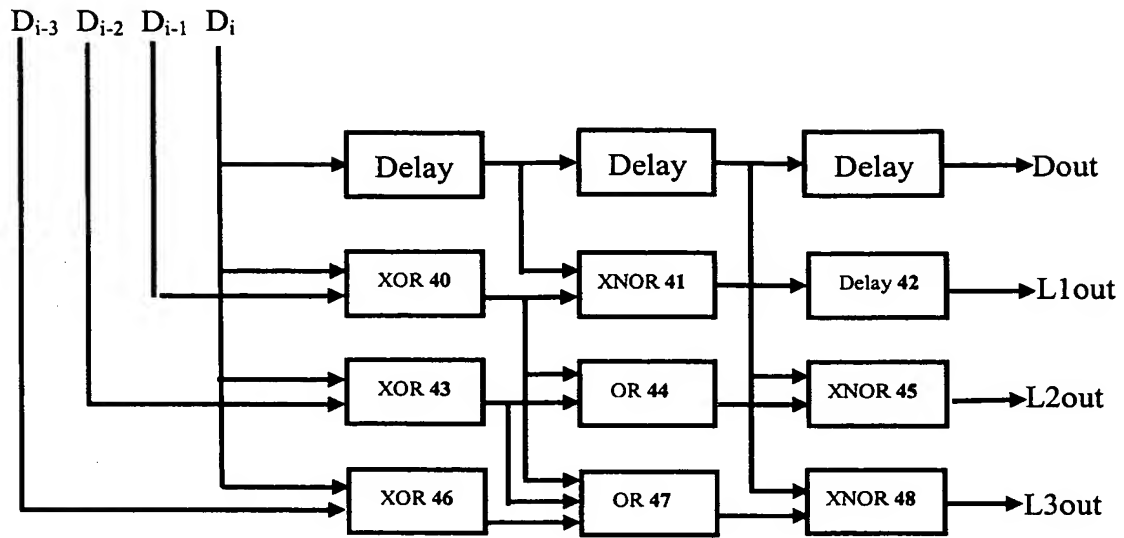 Di-3 Di-2 Di-1 Di
Delay Delay Delay Dout
XOR 40 XNOR 41 Delay 42 L1out
XOR 43 OR 44 XNOR 45 L2out
XOR 46 OR 47 XNOR 48 L3out